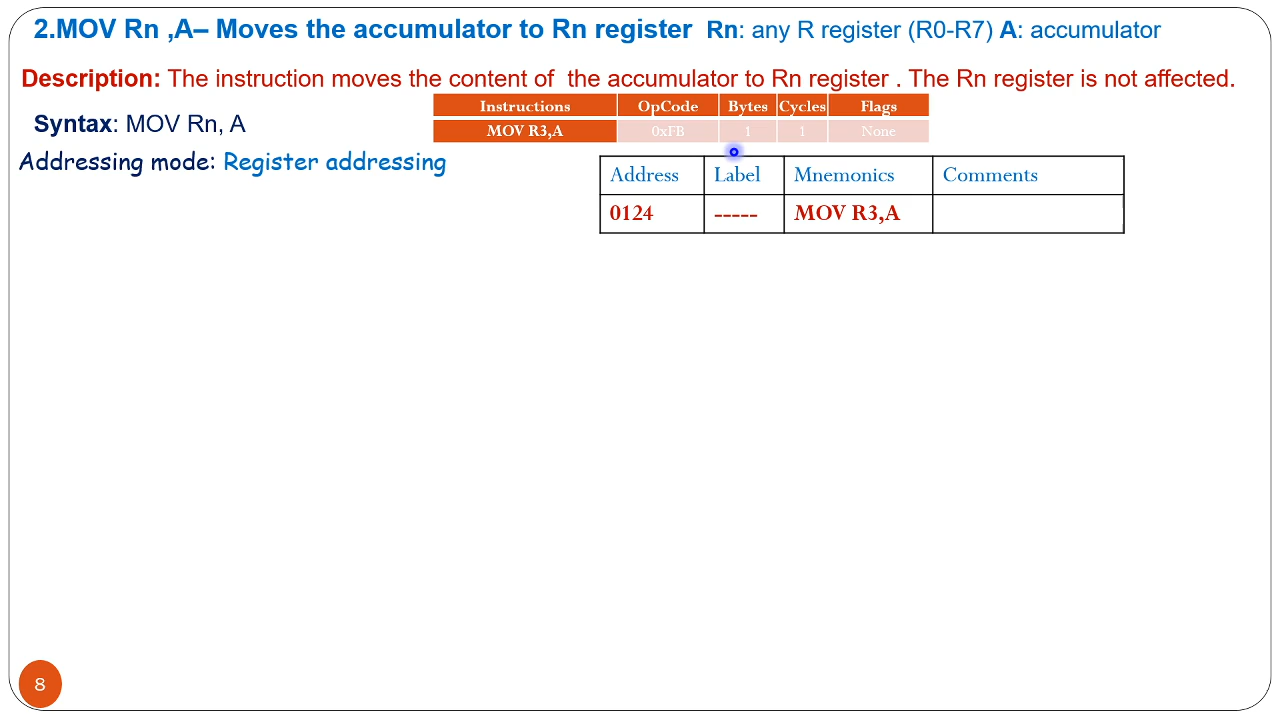 2.MOV Rn ,A– Moves the accumulator to Rn register Rn: any R register (R0-R7) A: accumulator
Description: The instruction moves the content of the accumulator to Rn register . The Rn register is not affected.
Syntax: MOV Rn, A
Instructions OpCode Bytes Cycles Flags
MOV R3,A 0xFB 1 1 None
Addressing mode: Register addressing
Address Label Mnemonics Comments
0124 ----- MOV R3,A
8